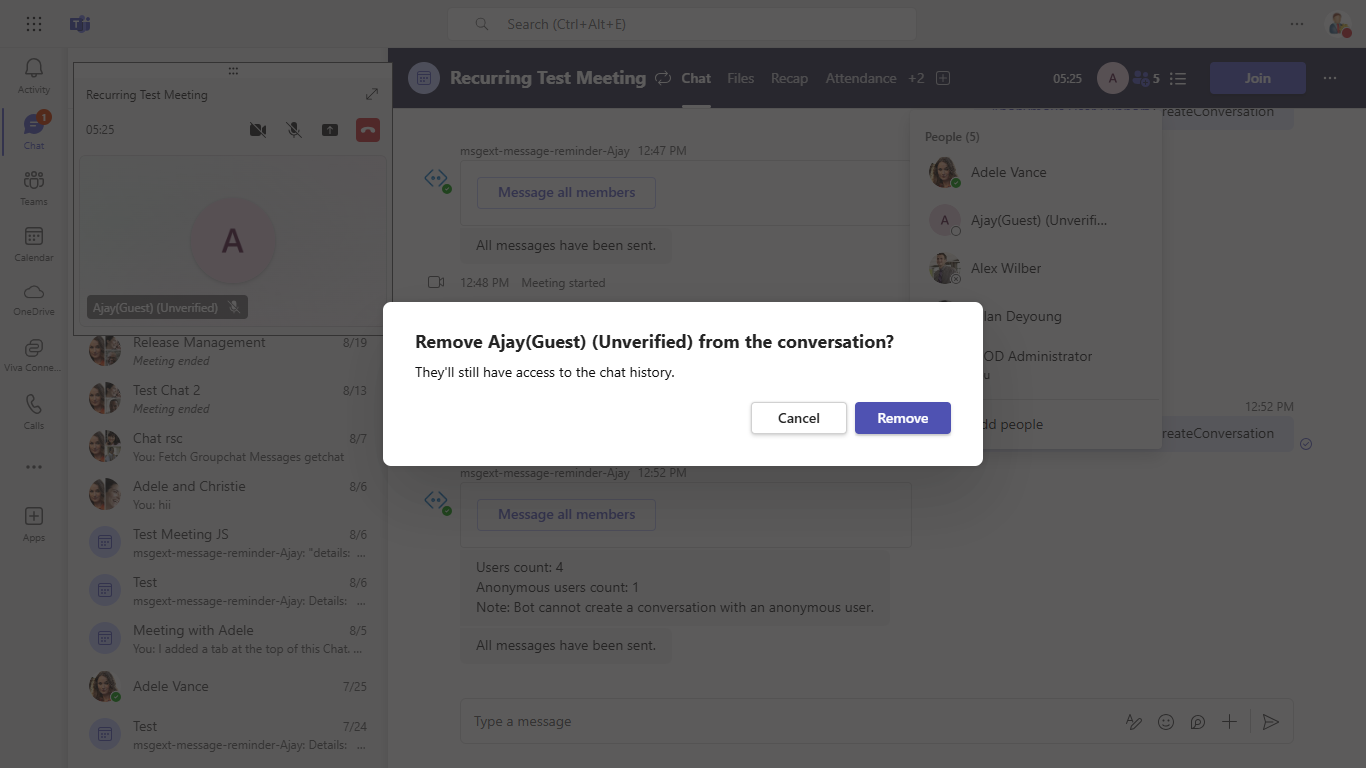 Search (Ctrl+Alt+E)
Activity
1
Chat
Teams
Calendar
OneDrive
Viva Conne...
Calls
Apps
Recurring Test Meeting
05:25
A
Ajay(Guest) (Unverified)
Release Management 8/19
Meeting ended
Test Chat 2 8/13
Meeting ended
Chat rsc 8/7
You: Fetch Groupchat Messages getchat
Adele and Christie 8/6
You: hii
Test Meeting JS 8/6
msgext-message-reminder-Ajay: "details: ...
Test 8/6
msgext-message-reminder-Ajay: Details: ...
Meeting with Adele 8/5
You: I added a tab at the top of this Chat. ...
Adele Vance 7/25
Test 7/24
msgext-message-reminder-Ajay: Details: ...
Recurring Test Meeting Chat Files Recap Attendance +2 05:25 A 5 Join
reateConversation
msgext-message-reminder-Ajay 12:47 PM
Message all members
All messages have been sent.
12:48 PM Meeting started
People (5)
Adele Vance
A Ajay(Guest) (Unverifi...
Alex Wilber
lan Deyoung
OD Administrator
u
dd people
Remove Ajay(Guest) (Unverified) from the conversation?
They'll still have access to the chat history.
Cancel Remove
12:52 PM
reateConversation
msgext-message-reminder-Ajay 12:52 PM
Message all members
Users count: 4
Anonymous users count: 1
Note: Bot cannot create a conversation with an anonymous user.
All messages have been sent.
Type a message